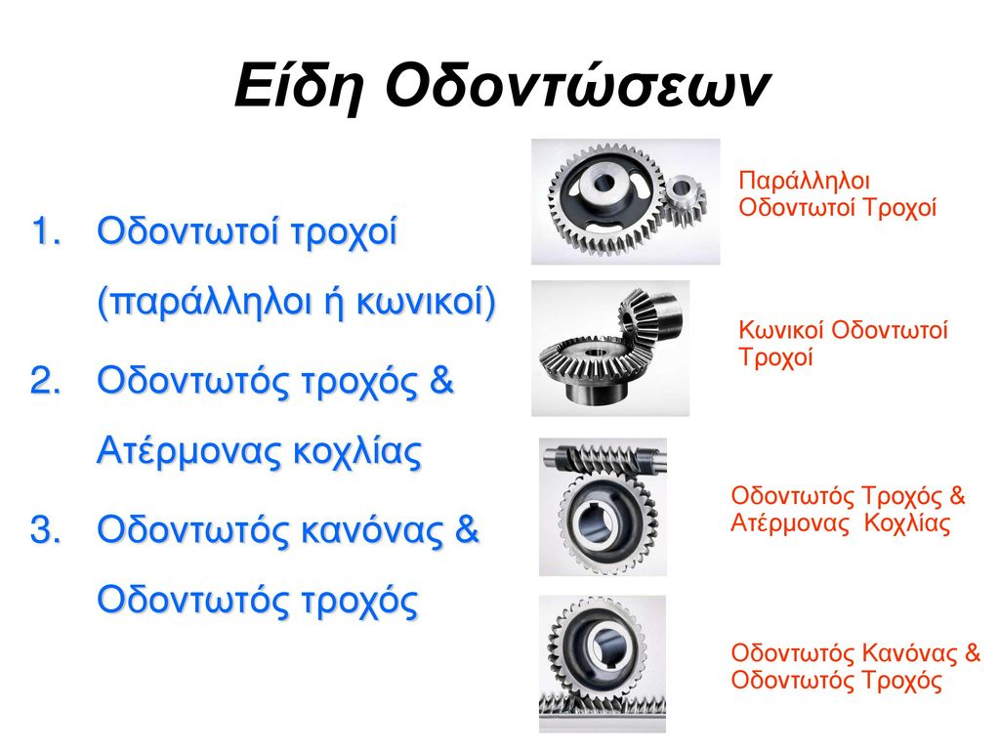 Είδη Οδοντώσεων
1. Οδοντωτοί τροχοί
(παράλληλοι ή κωνικοί)
2. Οδοντωτός τροχός &
Ατέρμονας κοχλίας
3. Οδοντωτός κανόνας &
Οδοντωτός τροχός
Παράλληλοι
Οδοντωτοί Τροχοί
Κωνικοί Οδοντωτοί
Τροχοί
Οδοντωτός Τροχός &
Ατέρμονας Κοχλίας
Οδοντωτός Κανόνας &
Οδοντωτός Τροχός